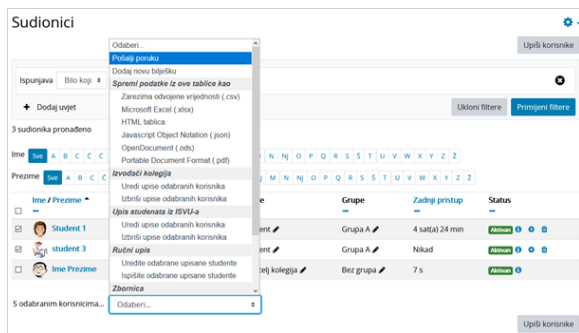 Sudionici
Upiši korisnike
Odaberi...
Pošalji poruku
Dodaj novu bilješku
Spremi podatke iz ove tablice kao
Zarezima odvojene vrijednosti (.csv)
Microsoft Excel (.xlsx)
HTML tablica
Javascript Object Notation (.json)
OpenDocument (.ods)
Portable Document Format (.pdf)
Izvođači kolegija
Uredi upise odabranih korisnika
Izbriši upise odabranih korisnika
Upis studenata iz ISVU-a
Uredi upise odabranih korisnika
Izbriši upise odabranih korisnika
Ručni upis
Uredite odabrane upisane studente
Ispišite odabrane upisane studente
Zbornica
Ispunjava Bilo koji
+ Dodaj uvjet
Ukloni filtere Primijeni filtere
3 sudionika pronađeno
Ime Sve A B C Č Ć N Nj O P Q R S Š T U V W X Y Z Ž
Prezime Sve A B C Č M N Nj O P Q R S Š T U V W X Y Z Ž
Ime / Prezime Grupe Zadnji pristup Status
Student 1 Grupa A 4 sat(a) 24 min Aktivan
student 3 Grupa A Nikad Aktivan
Ime Prezime kolegija Bez grupa 7 s Aktivan
S odabranim korisnicima... Odaberi...
Upiši korisnike